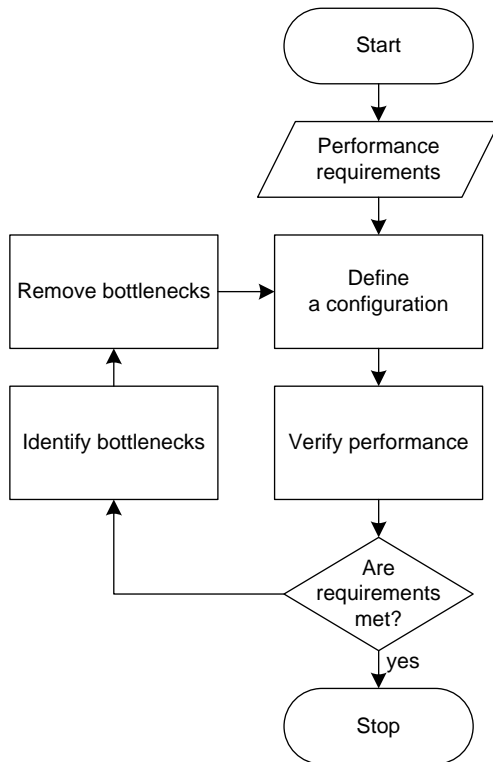 Start
Performance
requirements
Remove bottlenecks
Define
a configuration
Identify bottlenecks
Verify performance
Are
requirements
met?
yes
Stop